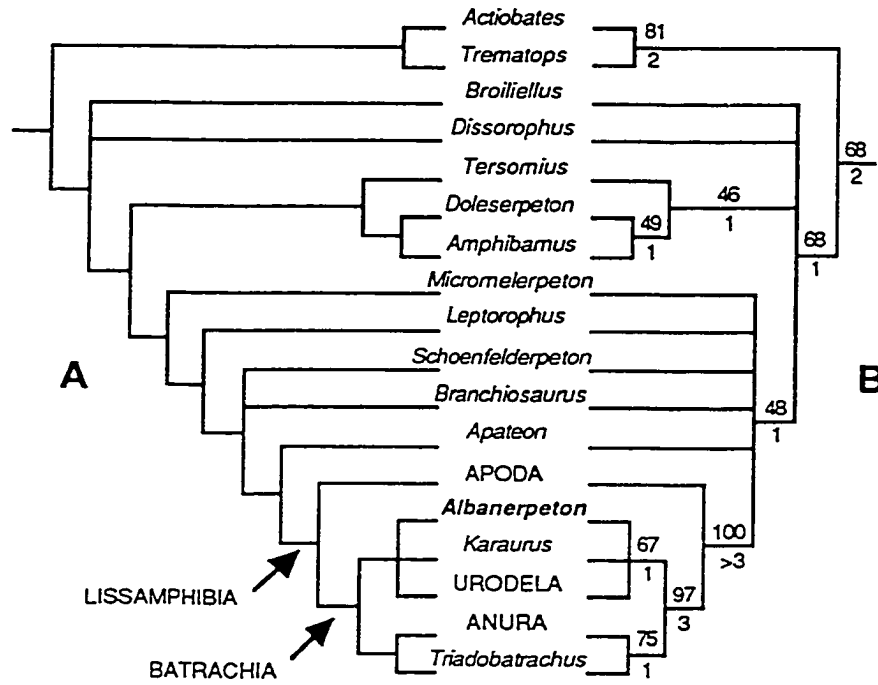 Actiobates
81
Trematops
2
Broiliellus
Dissorophus
68
2
Tersomius
46
Doleserpeton
49
1
Amphibamus
1
68
1
Micromelerpeton
Leptorophus
A
Schoenfelderpeton
B
Branchiosaurus
48
1
Apateon
APODA
Albanerpeton
100
>3
Karaurus
67
1
LISSAMPHIBIA
URODELA
97
3
ANURA
75
BATRACHIA
Triadobatrachus
1